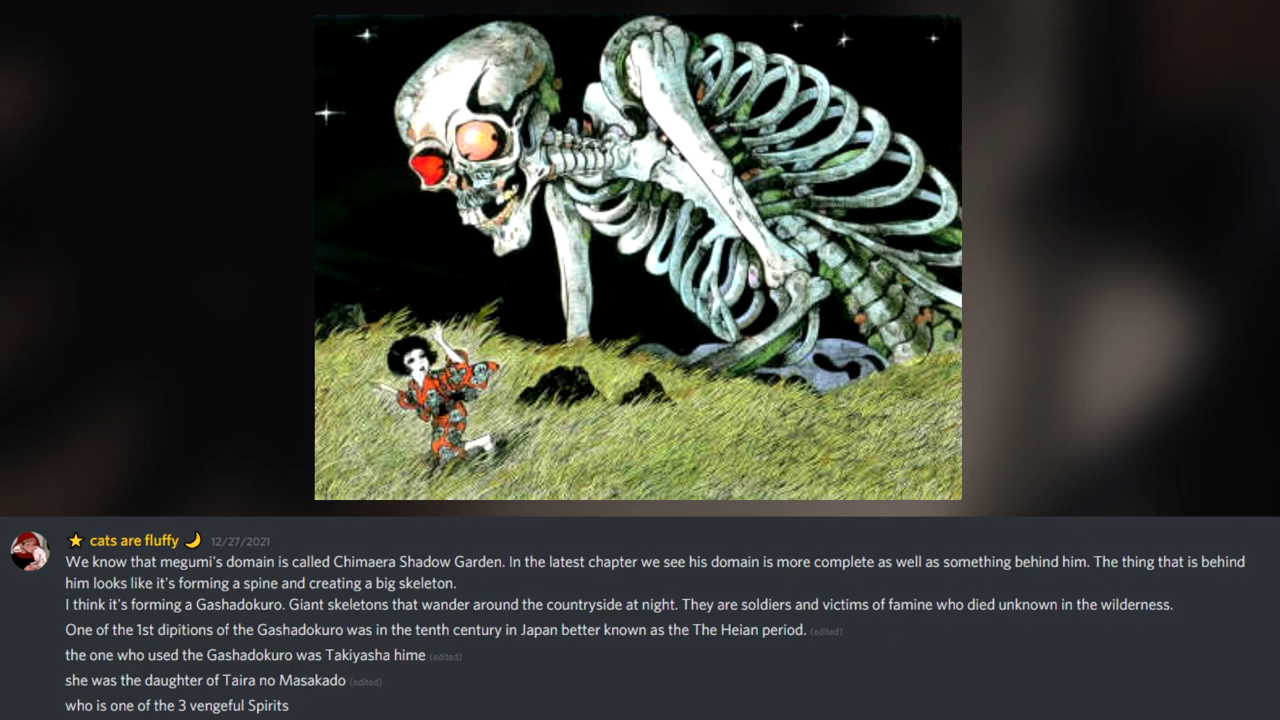 cats are fluffy 12/27/2021
We know that megumi's domain is called Chimaera Shadow Garden. In the latest chapter we see his domain is more complete as well as something behind him. The thing that is behind
him looks like it's forming a spine and creating a big skeleton.
I think it's forming a Gashadokuro. Giant skeletons that wander around the countryside at night. They are soldiers and victims of famine who died unknown in the wilderness.
One of the 1st dipitions of the Gashadokuro was in the tenth century in Japan better known as the The Heian period. (edited)
the one who used the Gashadokuro was Takiyasha hime (edited)
she was the daughter of Taira no Masakado (edited)
who is one of the 3 vengeful Spirits